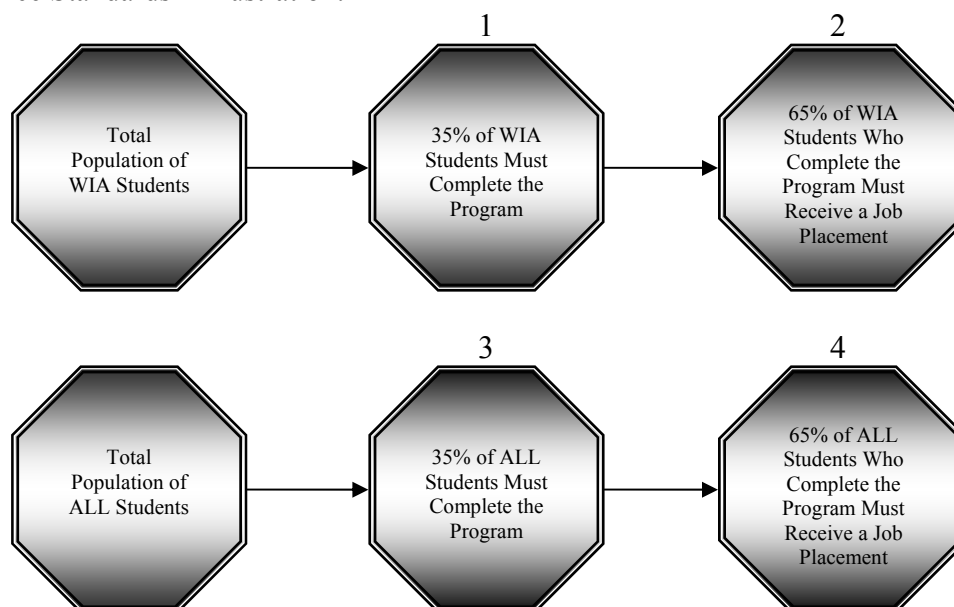 1
2
Total
Population of
WIA Students
35% of WIA
Students Must
Complete the
Program
65% of WIA
Students Who
Complete the
Program Must
Receive a Job
Placement
3
4
Total
Population of
ALL Students
35% of ALL
Students Must
Complete the
Program
65% of ALL
Students Who
Complete the
Program Must
Receive a Job
Placement